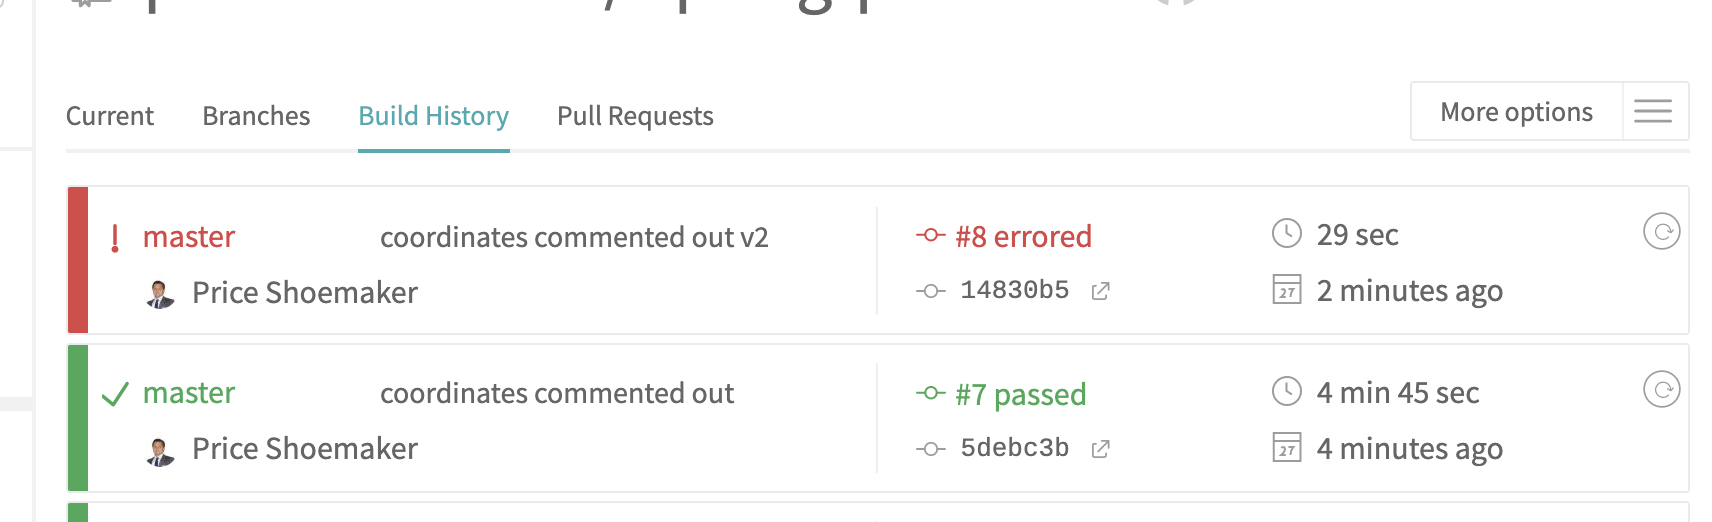 Current Branches Build History Pull Requests More options
master coordinates commented out v2 #8 errored 29 sec
Price Shoemaker 14830b5 27 2 minutes ago
master coordinates commented out #7 passed 4 min 45 sec
Price Shoemaker 5debc3b 27 4 minutes ago